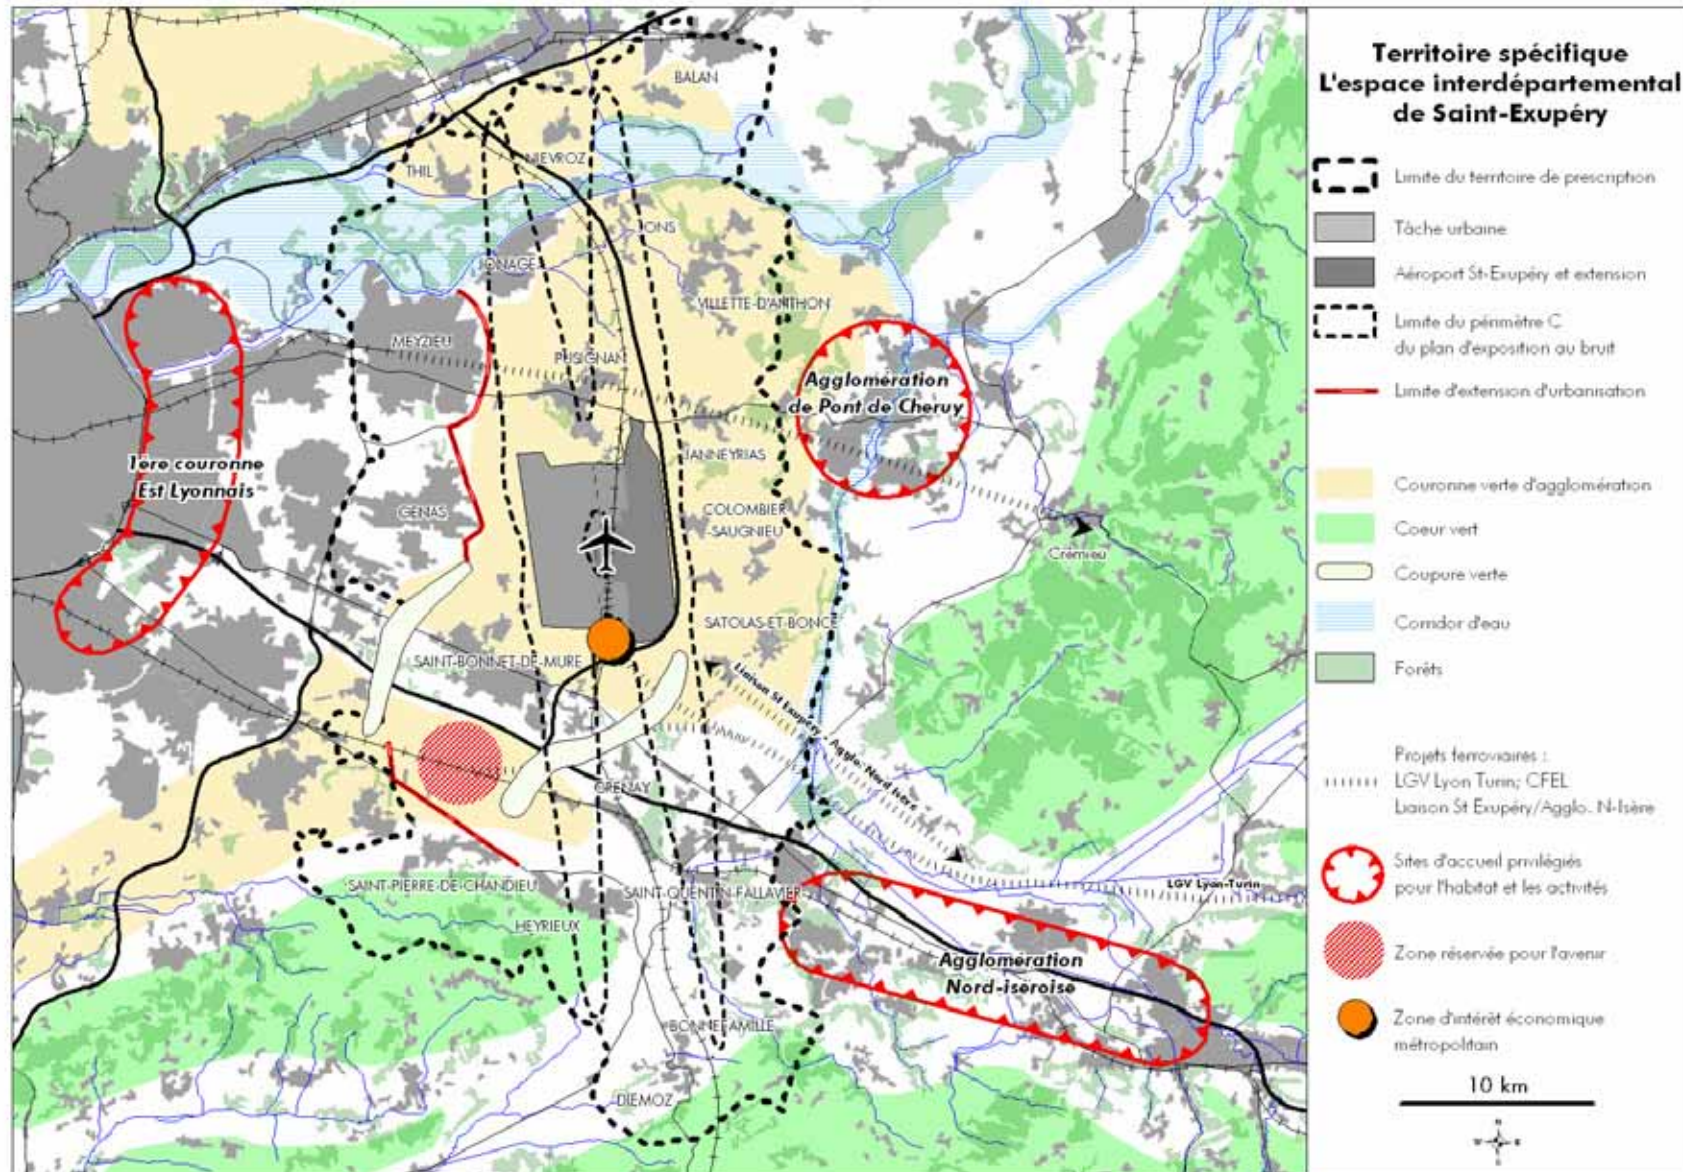 BALAN
NIEVROZ
THIL
JONS
JONAGE
VILLETTE-D'ANTHON
MEYZIEU
PUSIGNAN
Agglomération
de Pont de Cheruy
1ère couronne
Est Lyonnais
JANNEYRIAS
GENAS
COLOMBIER
-SAUGNIEU
Crémieu
SATOLAS-ET-BONCE
SAINT-BONNET-DE-MURE
Liaison St Exupéry - Agglo. Nord Isère
GRENAY
SAINT-PIERRE-DE-CHANDIEU
SAINT-QUENTIN-FALLAVIER
LGV Lyon-Turin
HEYRIEUX
Agglomération
Nord-iséroise
BONNEFAMILLE
DIEMOZ
Territoire spécifique
L'espace interdépartemental
de Saint-Exupéry
Limite du territoire de prescription
Tâche urbaine
Aéroport St-Exupéry et extension
Limite du périmètre C
du plan d'exposition au bruit
Limite d'extension d'urbanisation
Couronne verte d'agglomération
Coeur vert
Coupure verte
Corridor d'eau
Forêts
Projets ferroviaires :
LGV Lyon Turin; CFEL
Liaison St Exupéry/Agglo. N-Isère
Sites d'accueil privilégiés
pour l'habitat et les activités
Zone réservée pour l'avenir
Zone d'intérêt économique
métropolitain
10 km
N
W E